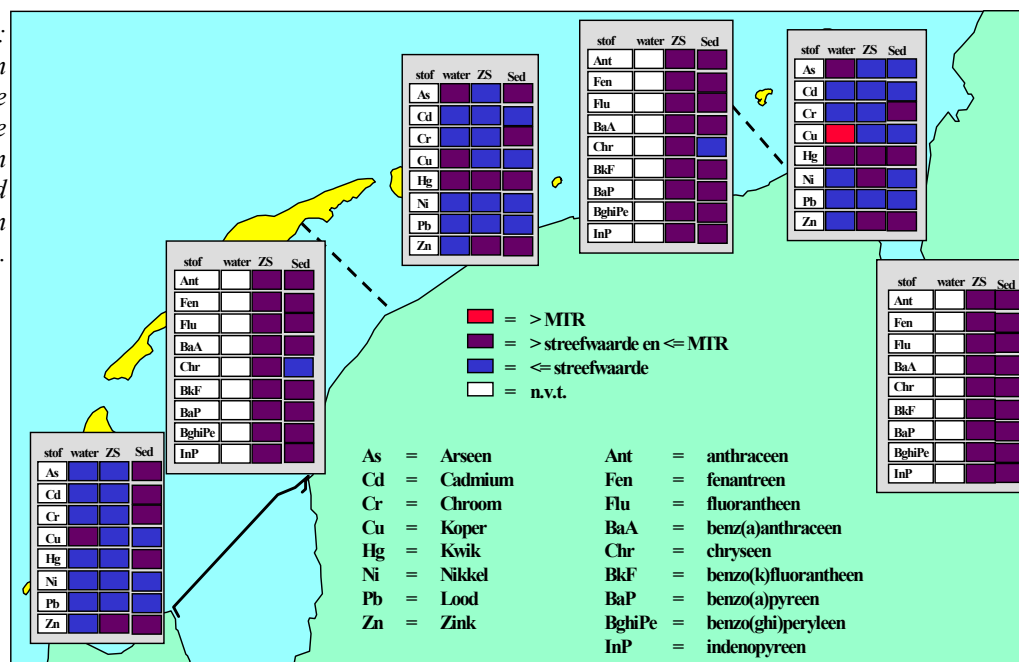 :
n
e
e
n
d
n
.
stof water ZS Sed
As
Cd
Cr
Cu
Hg
Ni
Pb
Zn
stof water ZS Sed
Ant
Fen
Flu
BaA
Chr
BkF
BaP
BghiPe
InP
stof water ZS Sed
As
Cd
Cr
Cu
Hg
Ni
Pb
Zn
stof water ZS Sed
Ant
Fen
Flu
BaA
Chr
BkF
BaP
BghiPe
InP
stof water ZS Sed
Ant
Fen
Flu
BaA
Chr
BkF
BaP
BghiPe
InP
stof water ZS Sed
As
Cd
Cr
Cu
Hg
Ni
Pb
Zn
= > MTR
= > streefwaarde en <= MTR
= <= streefwaarde
= n.v.t.
As = Arseen
Cd = Cadmium
Cr = Chroom
Cu = Koper
Hg = Kwik
Ni = Nikkel
Pb = Lood
Zn = Zink
Ant = anthraceen
Fen = fenantreen
Flu = fluorantheen
BaA = benz(a)anthraceen
Chr = chryseen
BkF = benzo(k)fluorantheen
BaP = benzo(a)pyreen
BghiPe = benzo(ghi)peryleen
InP = indenopyreen